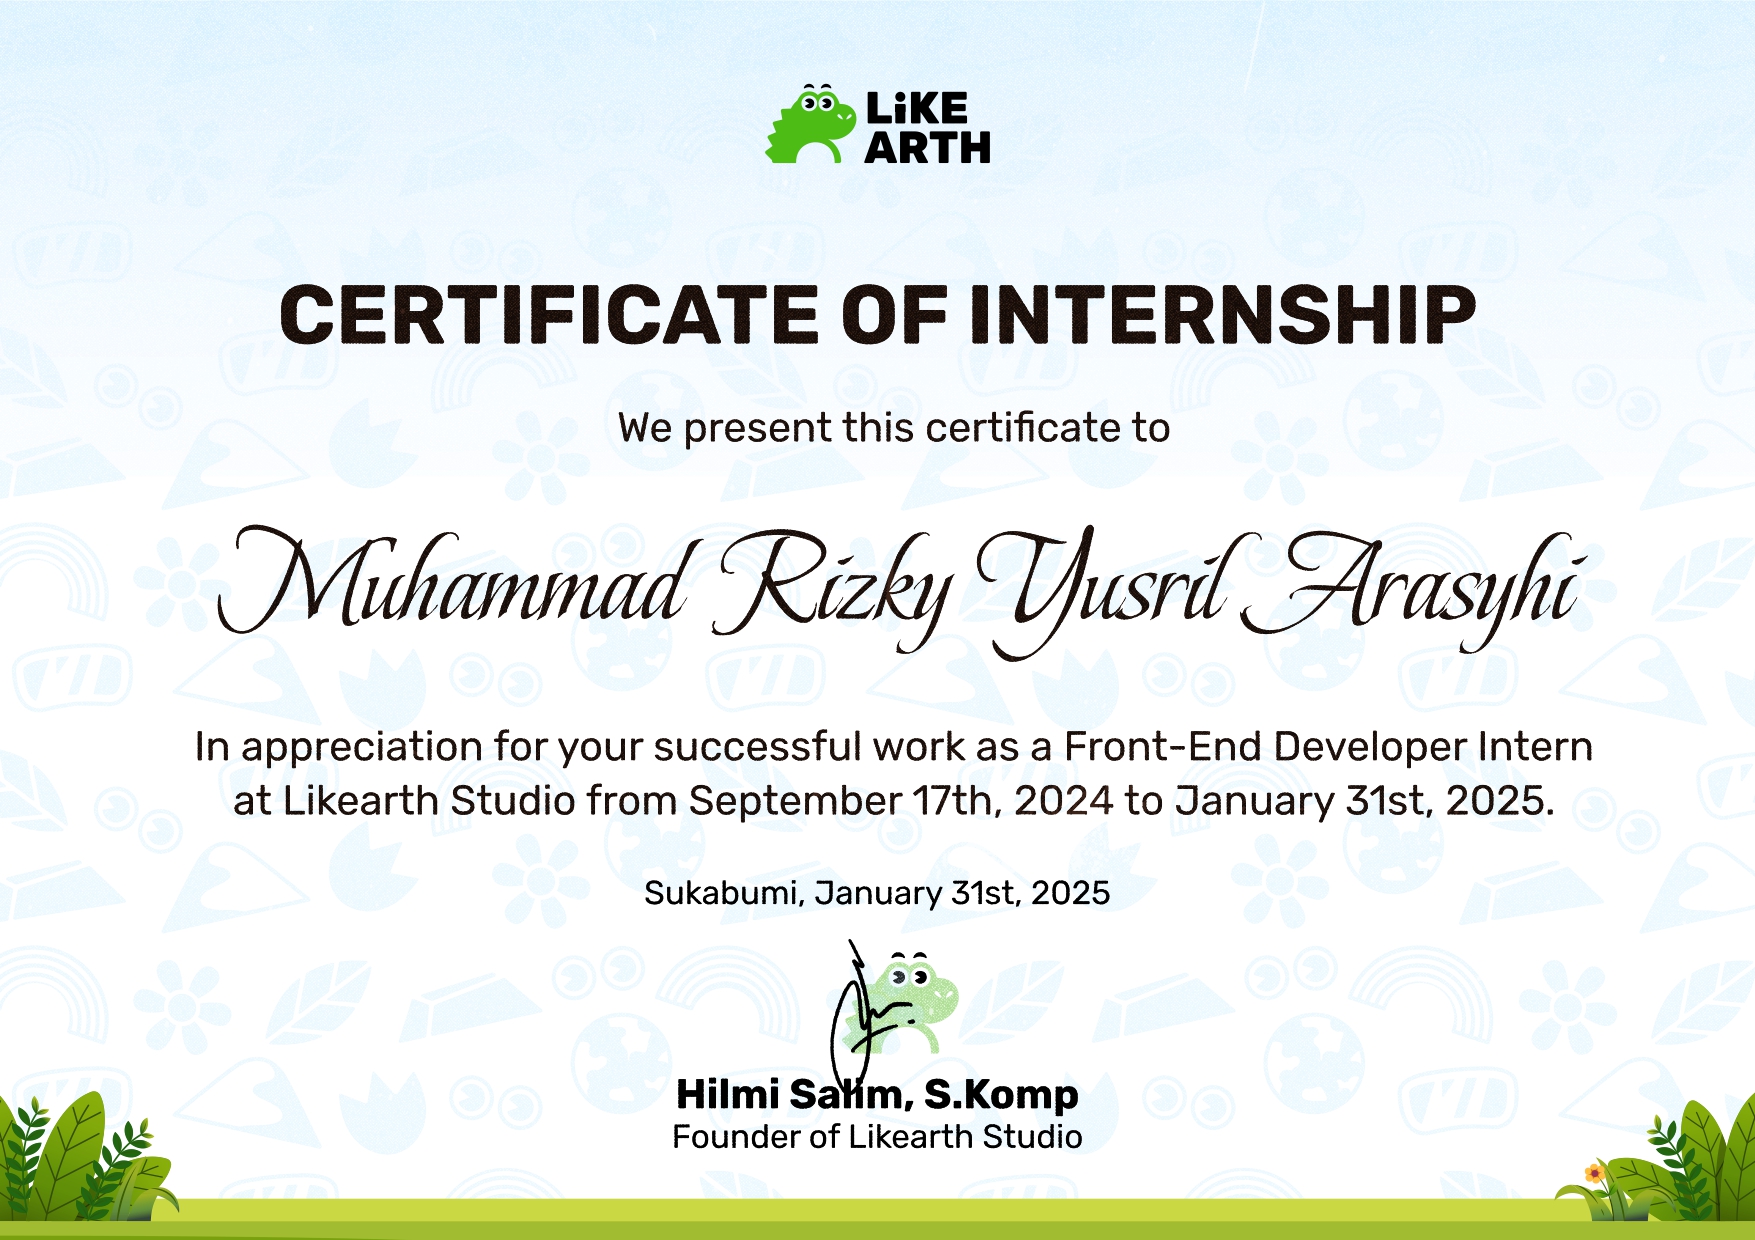 LiKE
ARTH
CERTIFICATE OF INTERNSHIP
We present this certificate to
Muhammad Rizky Yusril Arasyhi
In appreciation for your successful work as a Front-End Developer Intern
at Likearth Studio from September 17th, 2024 to January 31st, 2025.
Sukabumi, January 31st, 2025
Hilmi Salim, S.Komp
Founder of Likearth Studio